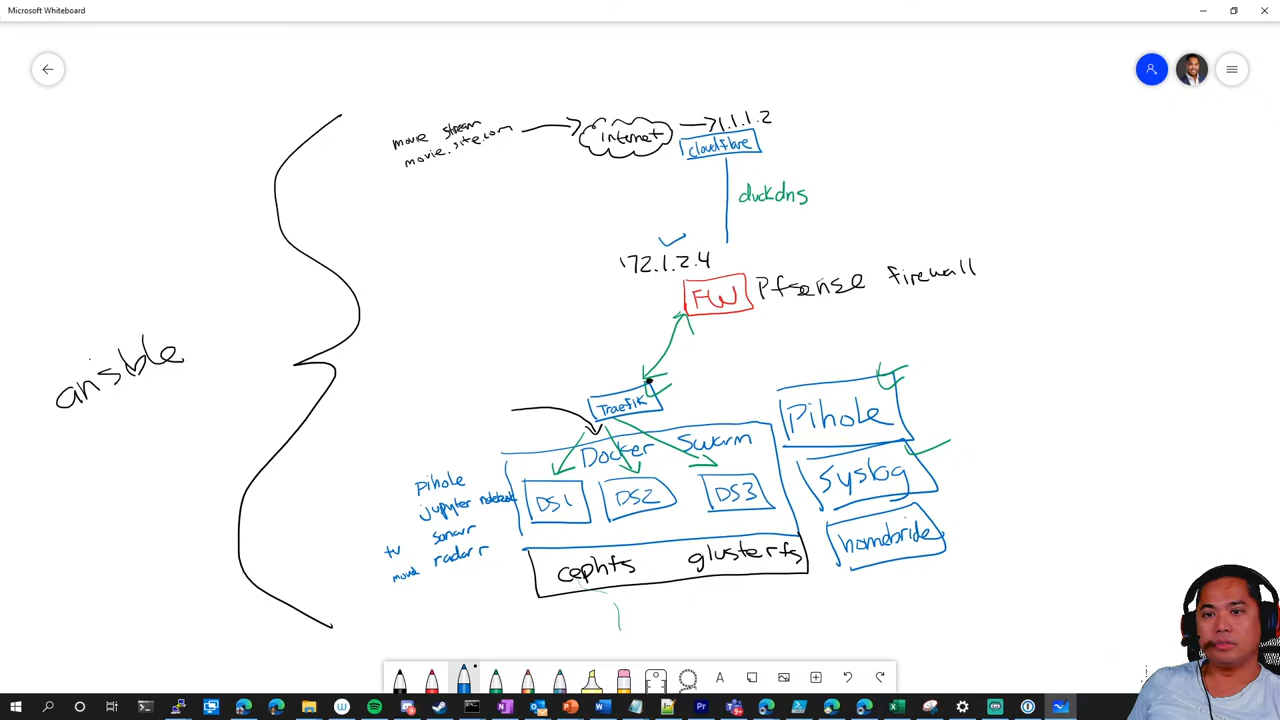 Microsoft Whiteboard
movie stream
movie.site.com
internet
1.1.1.2
cloudflare
duckdns
172.1.2.4
FW
Pfsense firewall
ansible
Traefik
Docker Swarm
DS1
DS2
DS3
cephfs
glusterfs
pihole
jupyter notebook
tv sonarr
movie radarr
Pihole
Syslog
homebridge
A